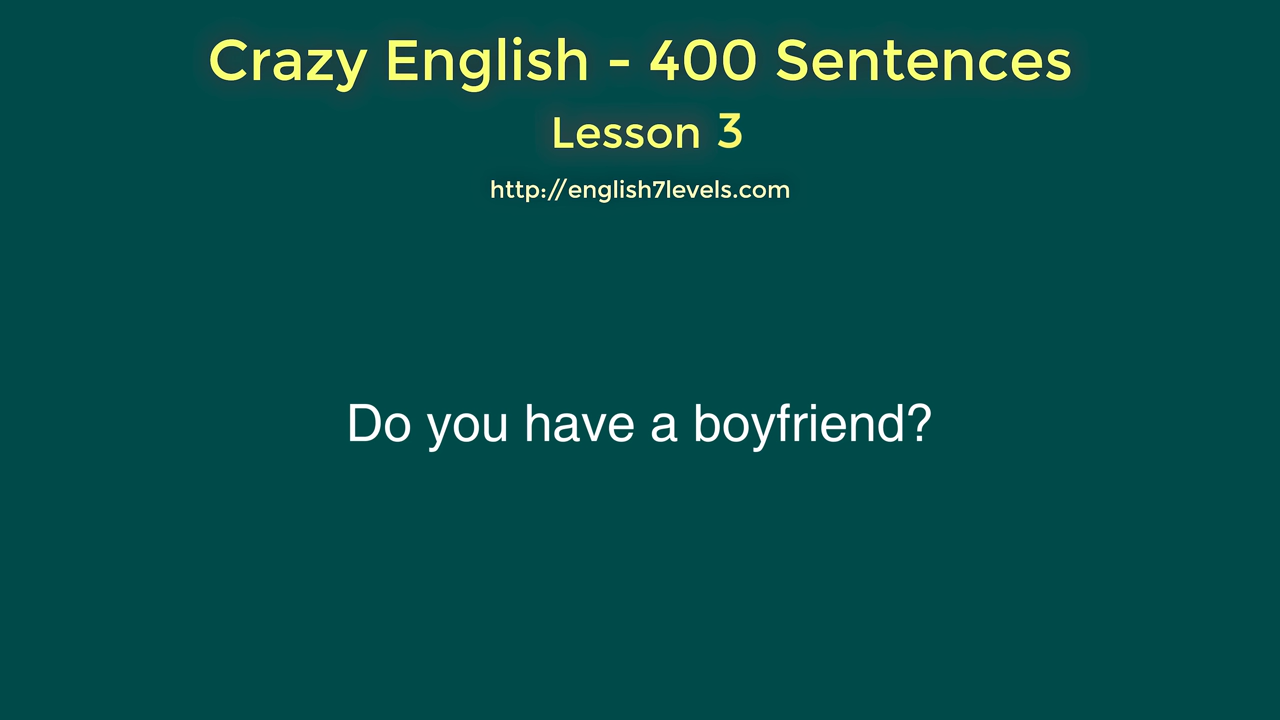 Crazy English - 400 Sentences
Lesson 3
http://english7levels.com
Do you have a boyfriend?